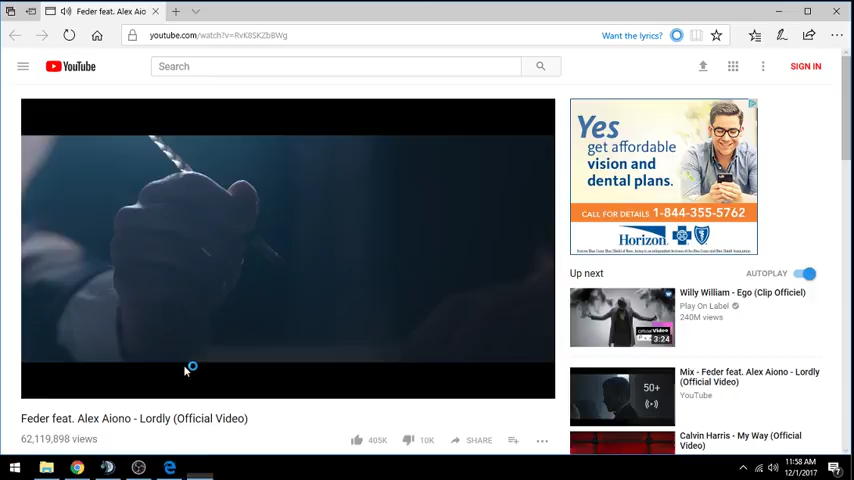 Feder feat. Alex Aio
youtube.com/watch?v=RvK8SKZbBWg
Want the lyrics?
YouTube
Search
SIGN IN
Yes
get affordable
vision and
dental plans.
CALL FOR DETAILS 1-844-355-5762
Horizon
Up next
AUTOPLAY
Willy William - Ego (Clip Officiel)
Play On Label
240M views
3:24
Mix - Feder feat. Alex Aiono - Lordly
(Official Video)
YouTube
50+
Calvin Harris - My Way (Official
Video)
Feder feat. Alex Aiono - Lordly (Official Video)
62,119,898 views
405K
10K
SHARE
11:58 AM
12/1/2017